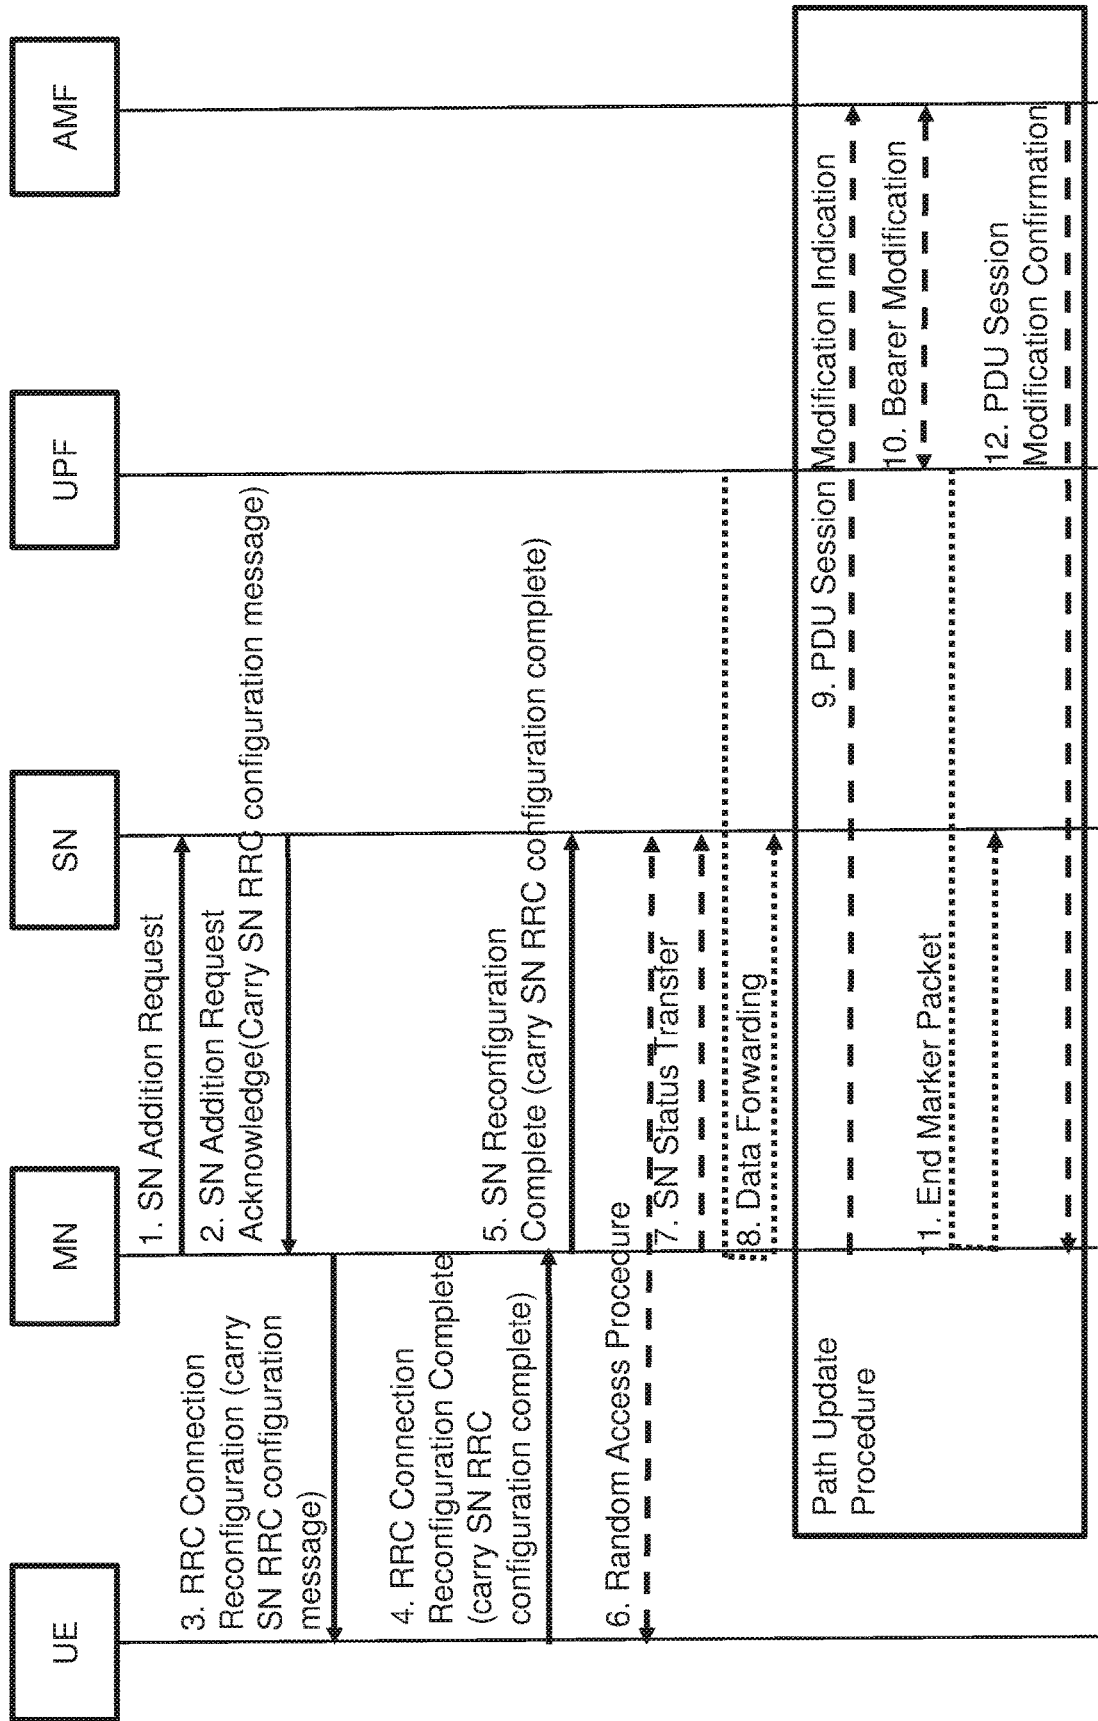 UE
MN
SN
UPF
AMF
1. SN Addition Request
2. SN Addition Request
Acknowledge(Carry SN RRC configuration message)
3. RRC Connection
Reconfiguration (carry
SN RRC configuration
message)
4. RRC Connection
Reconfiguration Complete
(carry SN RRC
configuration complete)
5. SN Reconfiguration
Complete (carry SN RRC configuration complete)
6. Random Access Procedure
7. SN Status Transfer
8. Data Forwarding
Path Update
Procedure
9. PDU Session Modification Indication
10. Bearer Modification
11. End Marker Packet
12. PDU Session
Modification Confirmation